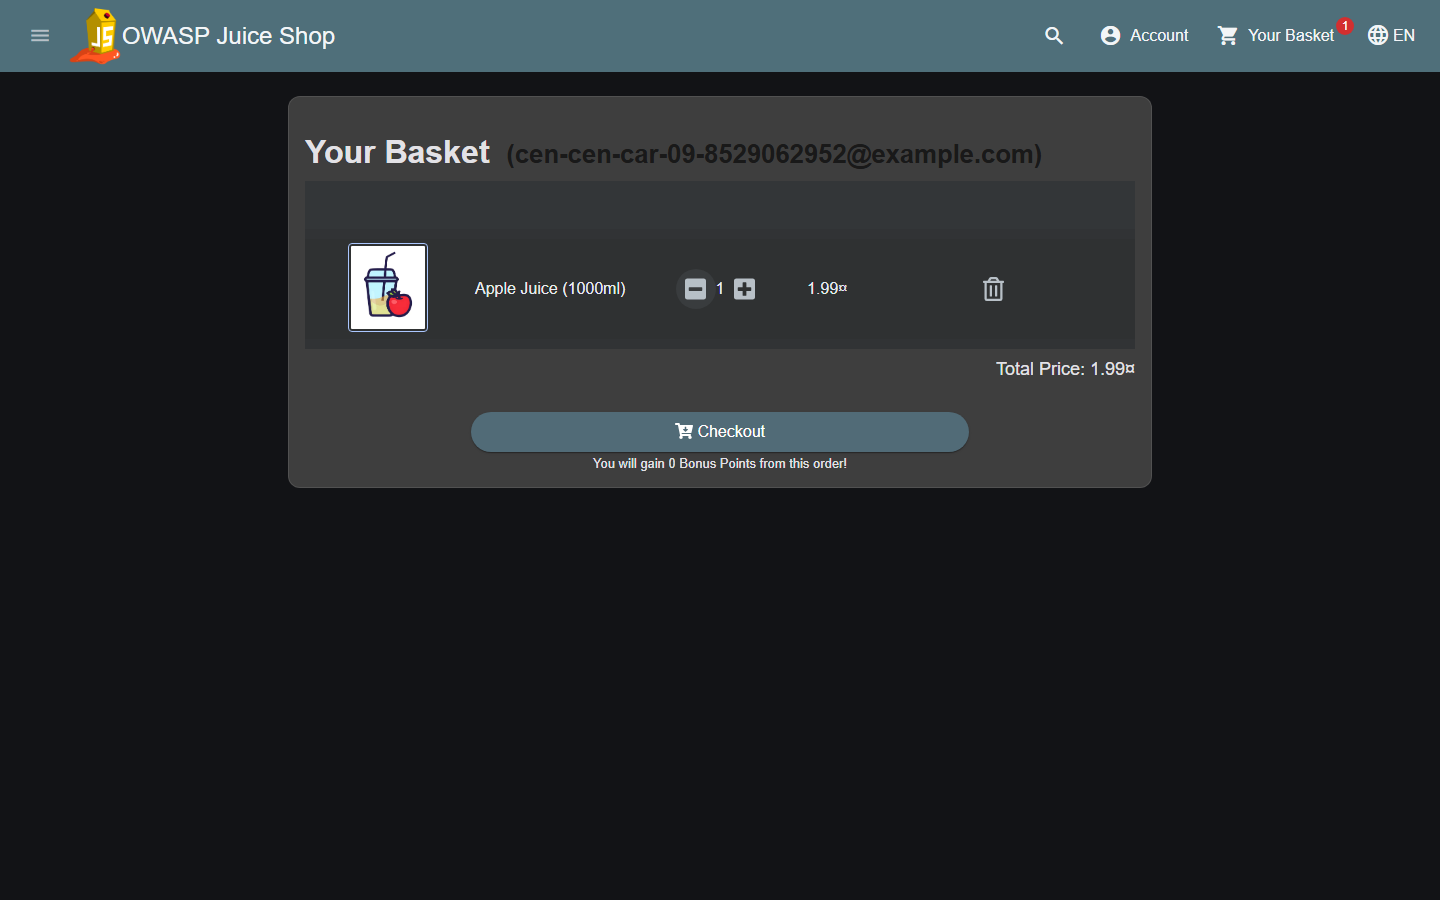 OWASP Juice Shop
Account
Your Basket
1
EN
Your Basket (cen-cen-car-09-8529062952@example.com)
Apple Juice (1000ml) 1 1.99¤
Total Price: 1.99¤
Checkout
You will gain 0 Bonus Points from this order!